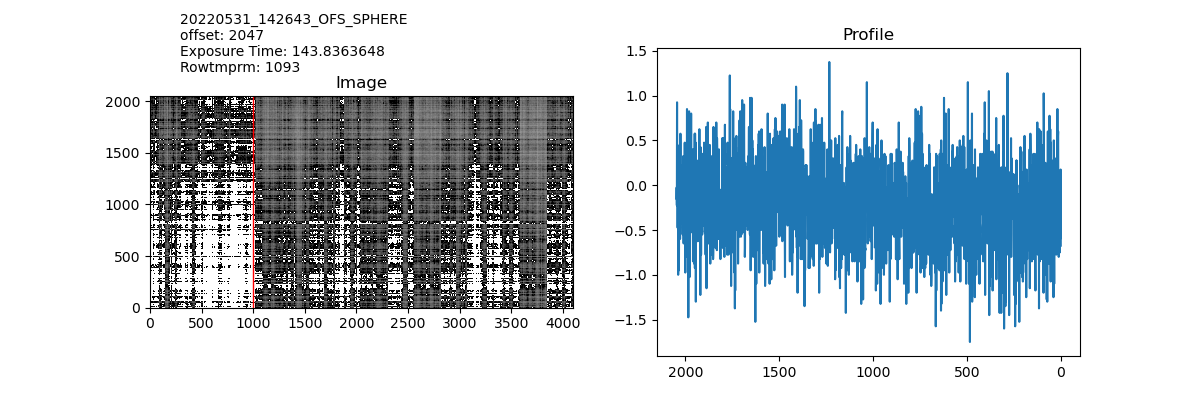 20220531_142643_OFS_SPHERE
offset: 2047
Exposure Time: 143.8363648
Rowtmprm: 1093
Image
2000
1500
1000
500
0
0 500 1000 1500 2000 2500 3000 3500 4000
Profile
1.5
1.0
0.5
0.0
−0.5
−1.0
−1.5
2000 1500 1000 500 0